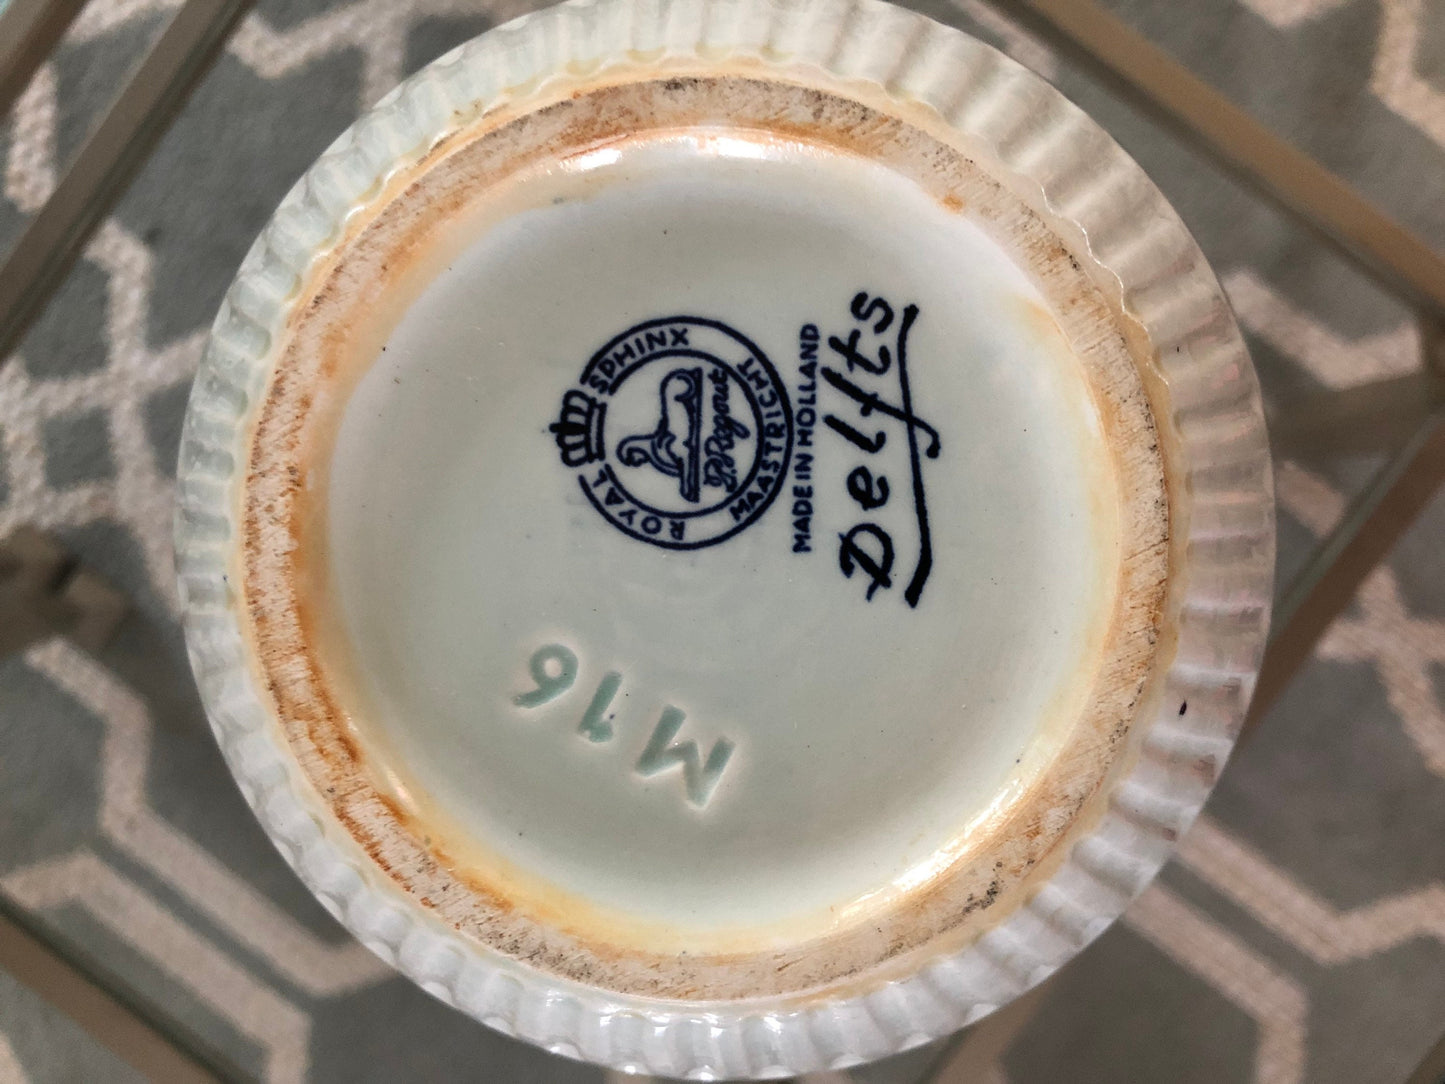 ROYAL SPHINX
P. Regout
MAASTRICHT
MADE IN HOLLAND
Delfts
M16